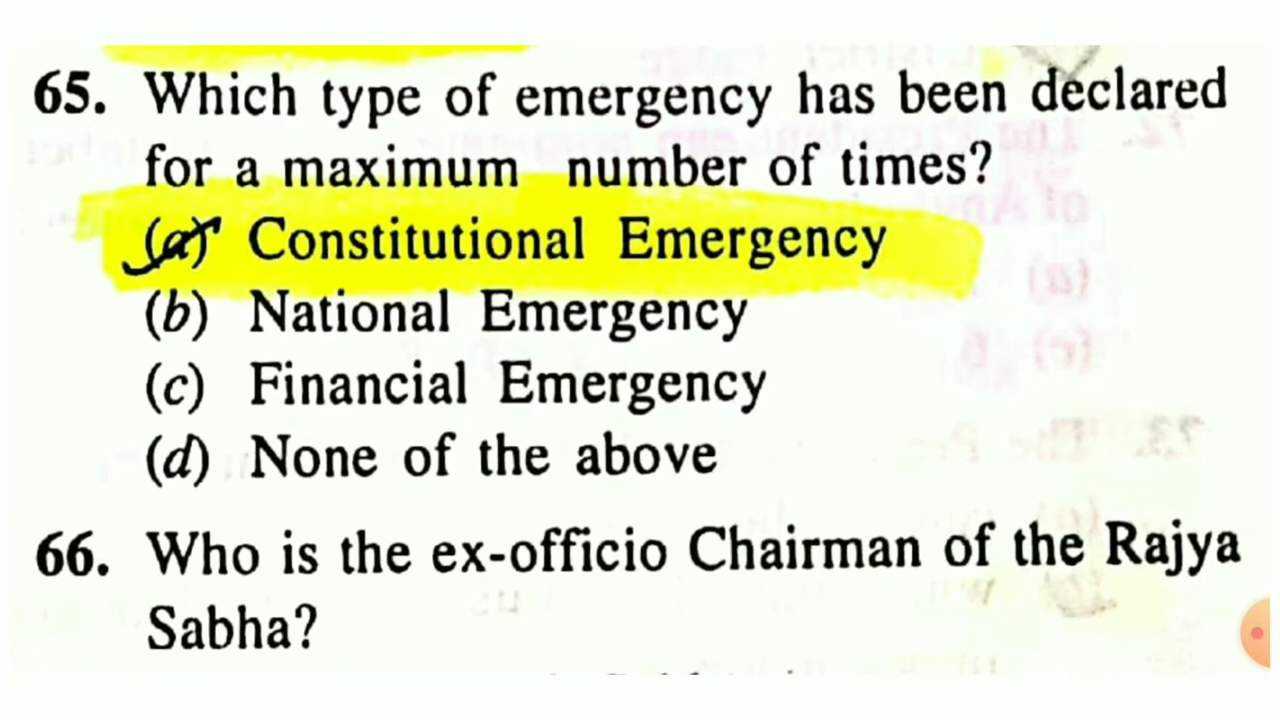 65. Which type of emergency has been declared
for a maximum number of times?
(a) Constitutional Emergency
(b) National Emergency
(c) Financial Emergency
(d) None of the above
66. Who is the ex-officio Chairman of the Rajya
Sabha?